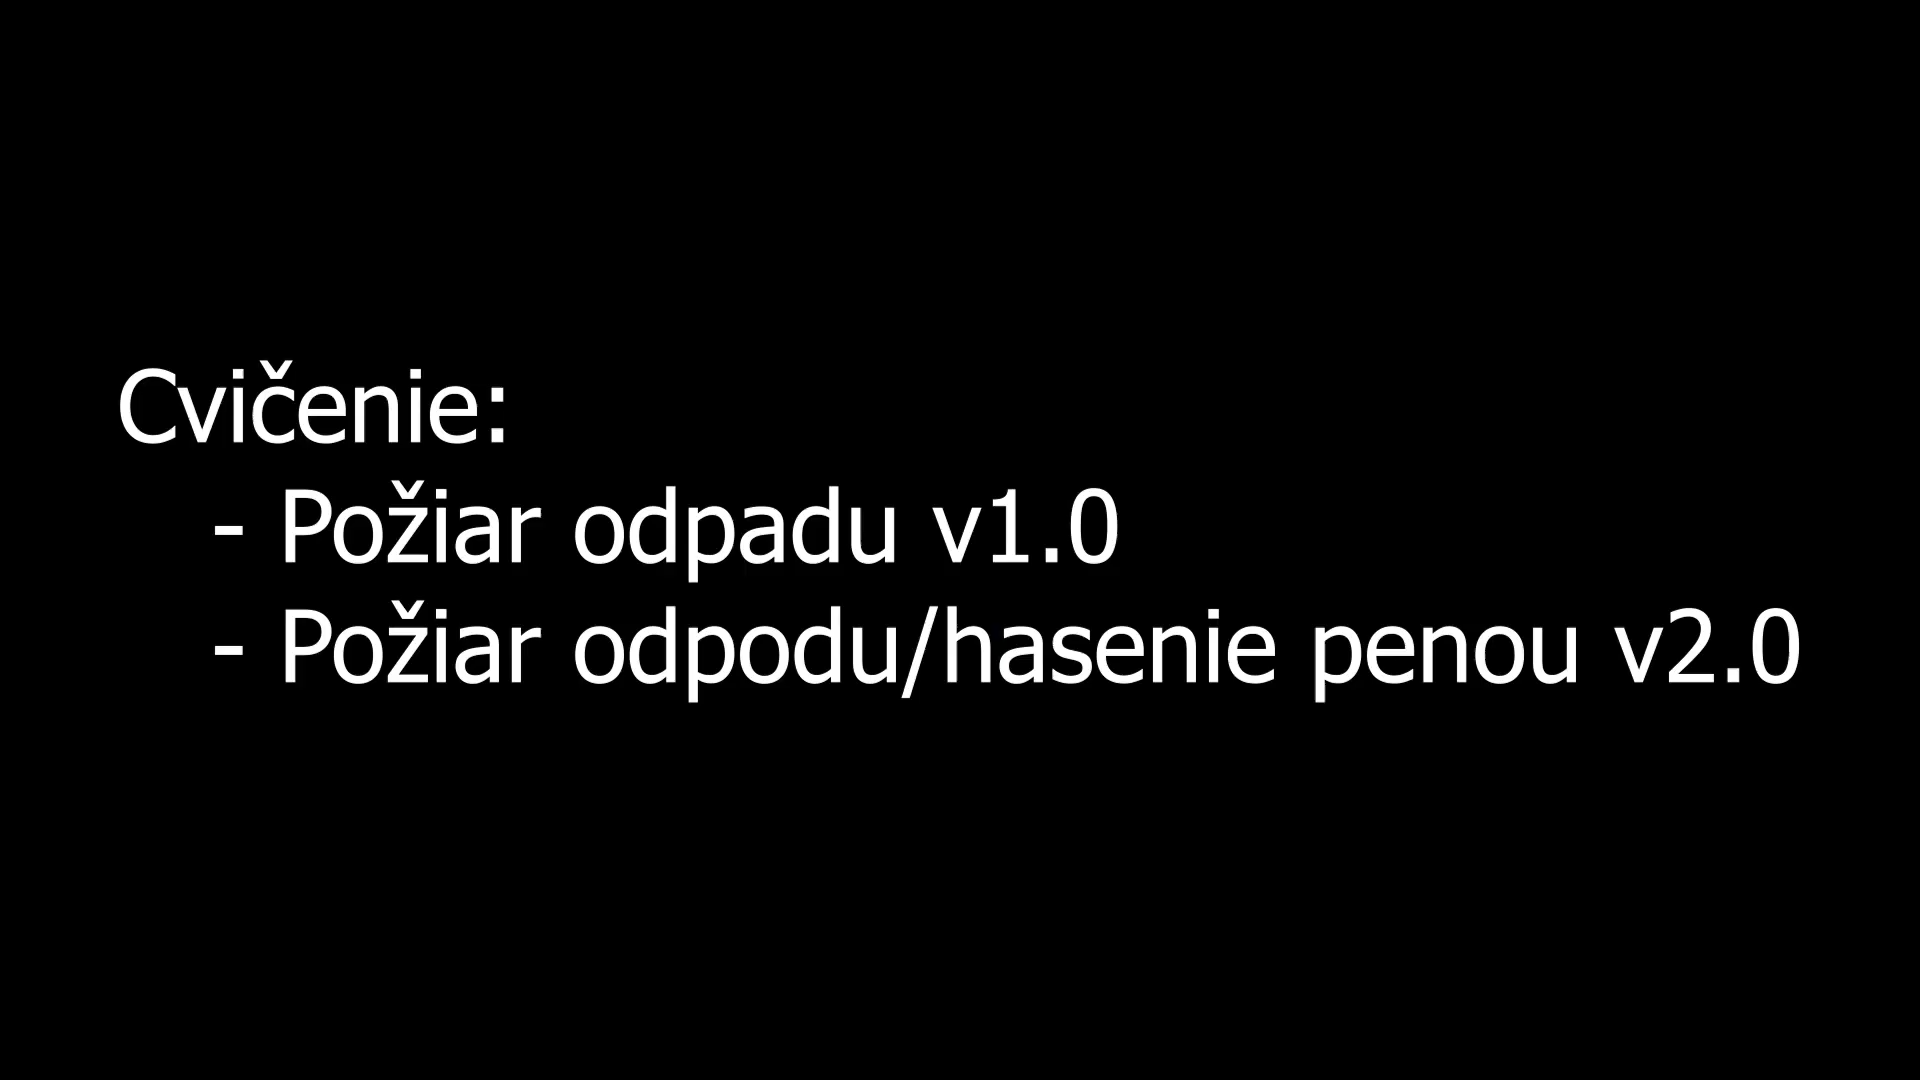 Cvičenie:
- Požiar odpadu v1.0
- Požiar odpodu/hasenie penou v2.0